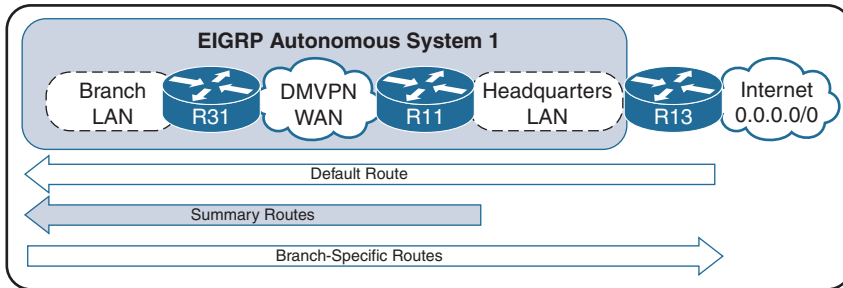 EIGRP Autonomous System 1
Branch
LAN
R31
DMVPN
WAN
R11
Headquarters
LAN
R13
Internet
0.0.0.0/0
Default Route
Summary Routes
Branch-Specific Routes